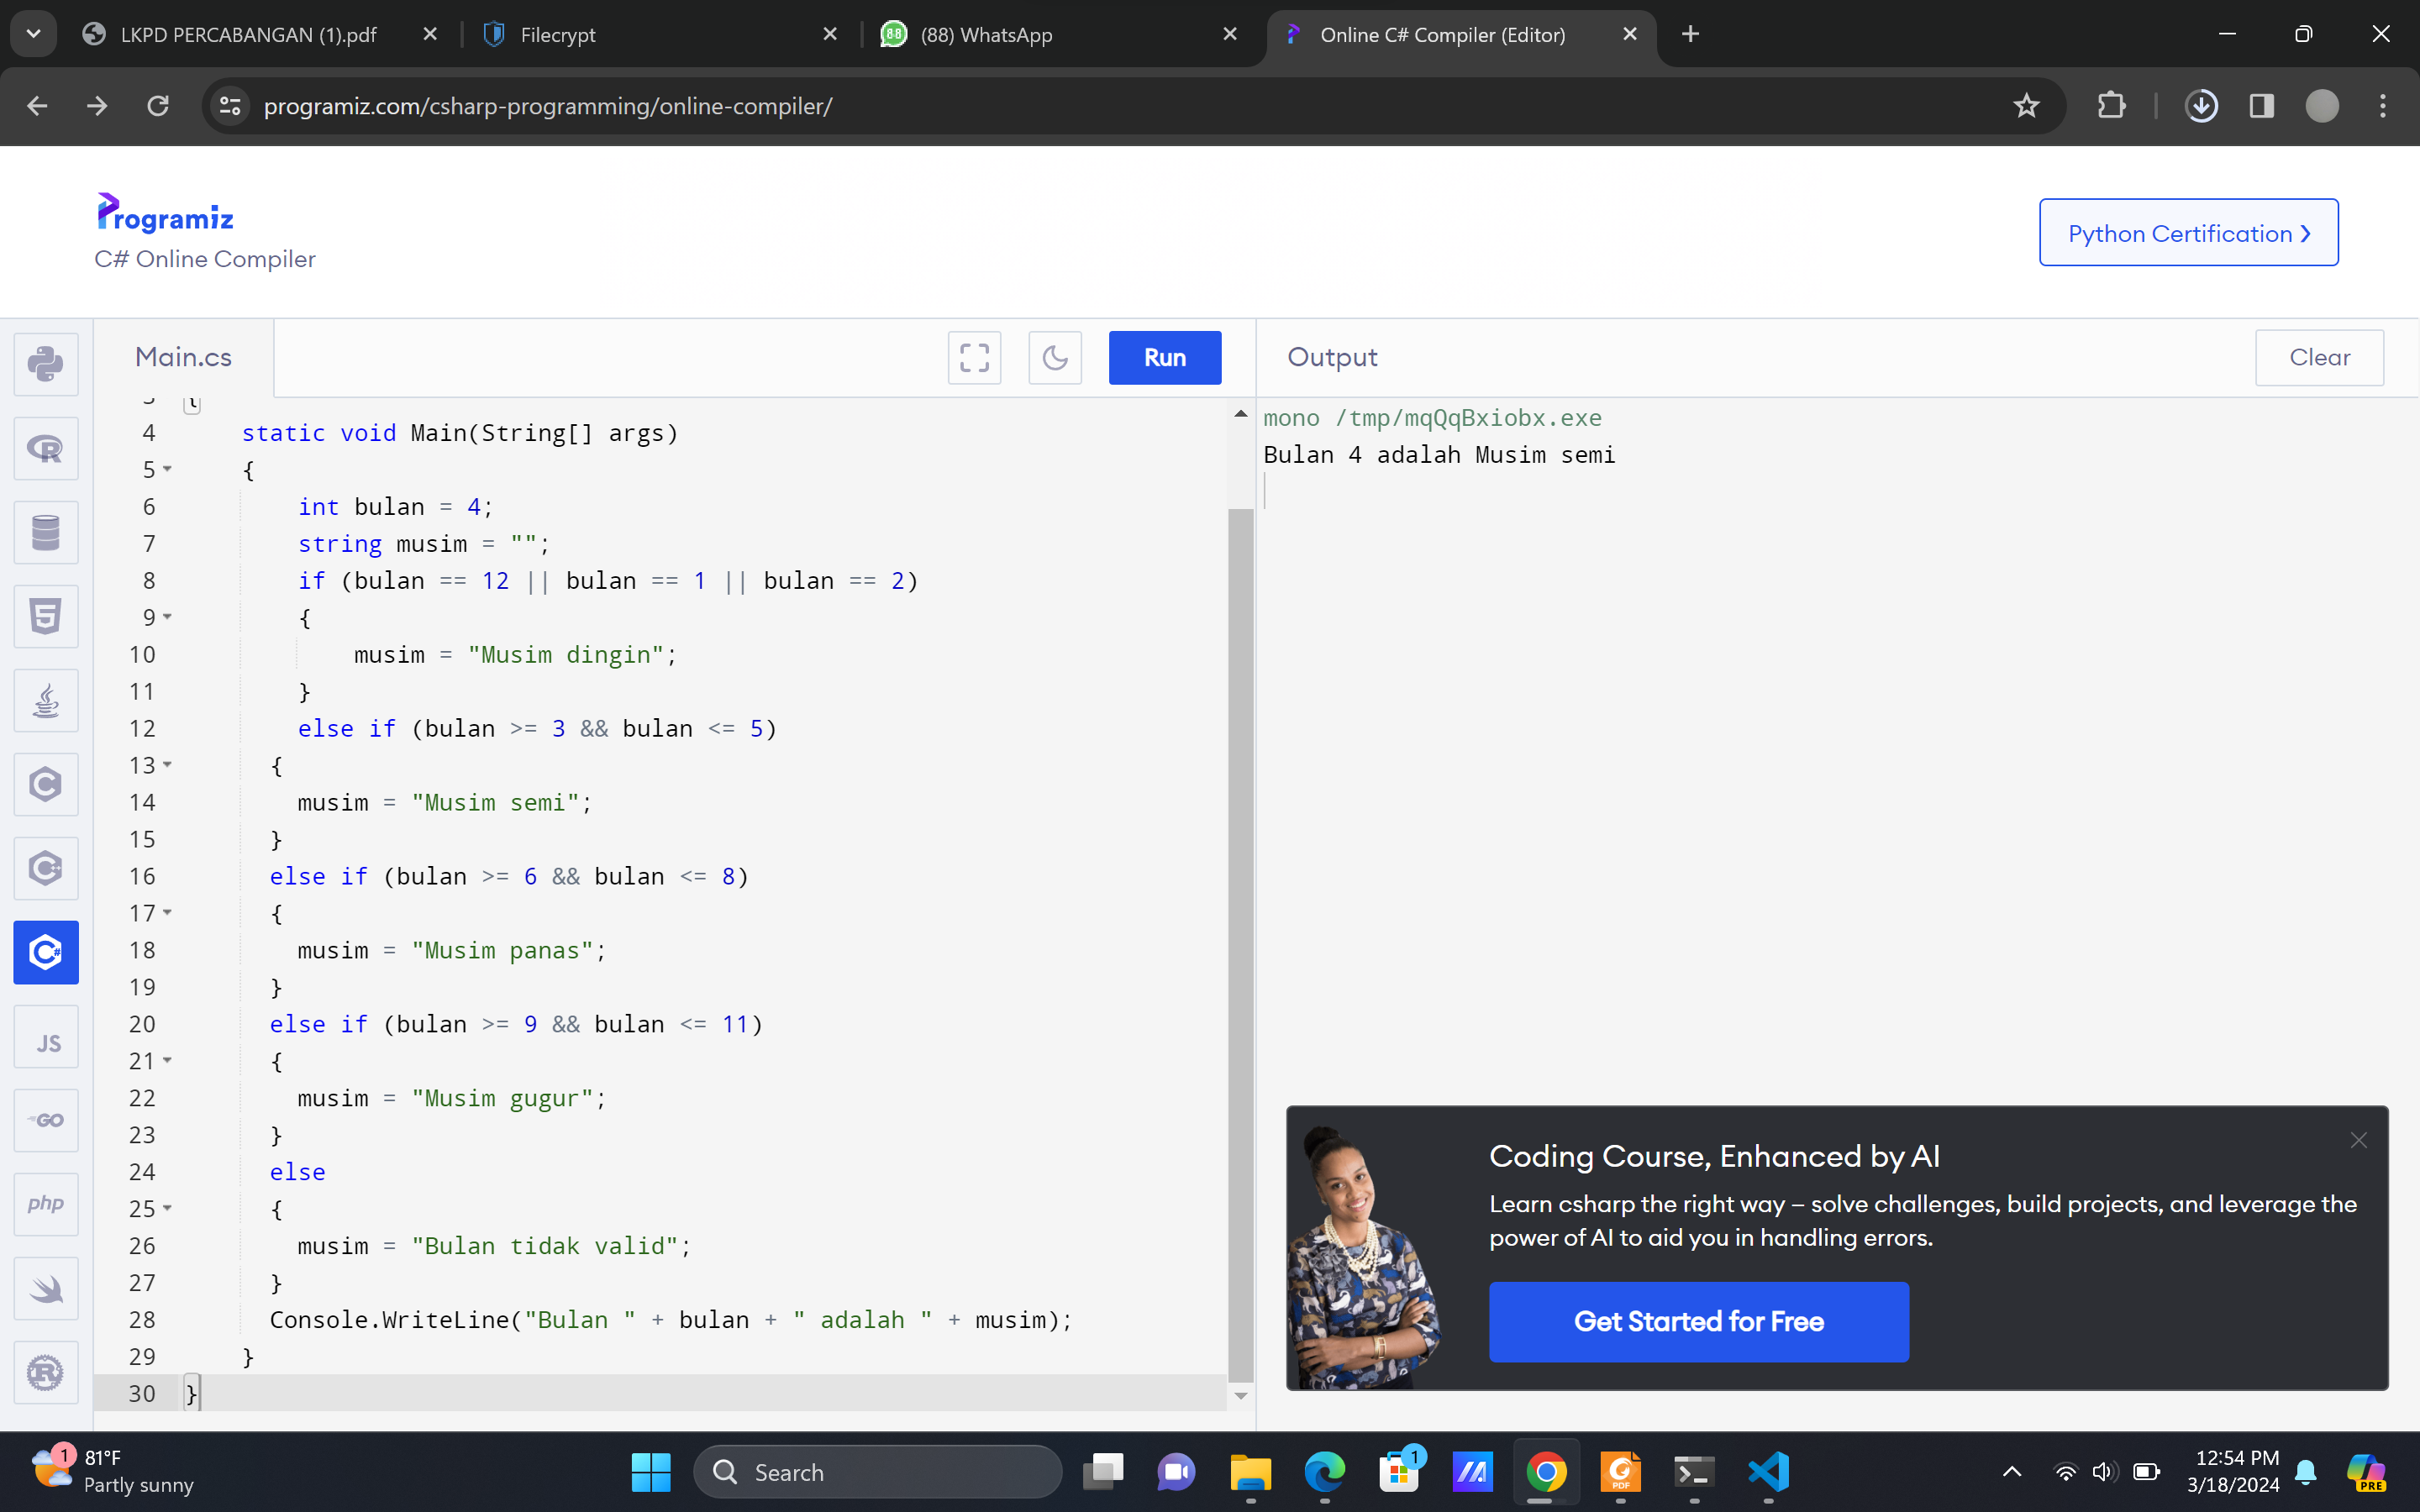 LKPD PERCABANGAN (1).pdf
Filecrypt
(88) WhatsApp
Online C# Compiler (Editor)
programiz.com/csharp-programming/online-compiler/
Programiz
C# Online Compiler
Python Certification
Main.cs
Run
Output
Clear
3 {
4 static void Main(String[] args)
5 {
6 int bulan = 4;
7 string musim = "";
8 if (bulan == 12 || bulan == 1 || bulan == 2)
9 {
10 musim = "Musim dingin";
11 }
12 else if (bulan >= 3 && bulan <= 5)
13 {
14 musim = "Musim semi";
15 }
16 else if (bulan >= 6 && bulan <= 8)
17 {
18 musim = "Musim panas";
19 }
20 else if (bulan >= 9 && bulan <= 11)
21 {
22 musim = "Musim gugur";
23 }
24 else
25 {
26 musim = "Bulan tidak valid";
27 }
28 Console.WriteLine("Bulan " + bulan + " adalah " + musim);
29 }
30 }
mono /tmp/mqQqBxiobx.exe
Bulan 4 adalah Musim semi
R
JS
GO
php
Coding Course, Enhanced by AI
Learn csharp the right way – solve challenges, build projects, and leverage the
power of AI to aid you in handling errors.
Get Started for Free
1
81°F
Partly sunny
Search
1
PDF
12:54 PM
3/18/2024
PRE